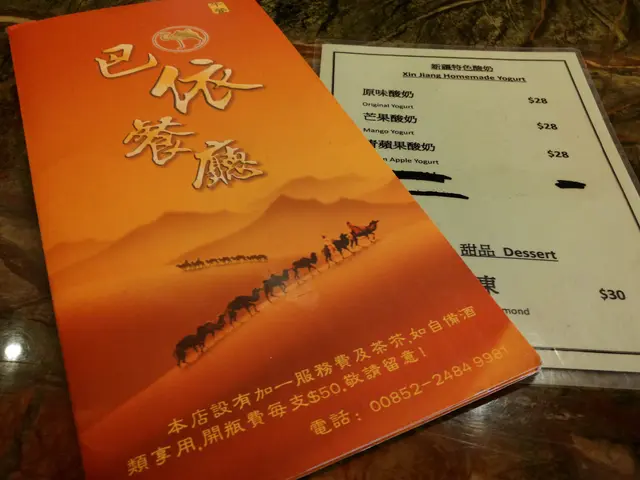 巴依
餐廳
本店設有加一服務費及茶芥,如自備酒
類享用,開瓶費每支$50,敬請留意!
電話: 00852-2484 9981
新疆特色酸奶
Xin Jiang Homemade Yogurt
原味酸奶
Original Yogurt
$28
芒果酸奶
Mango Yogurt
$28
青蘋果酸奶
n Apple Yogurt
$28
甜品 Dessert
$30
mond